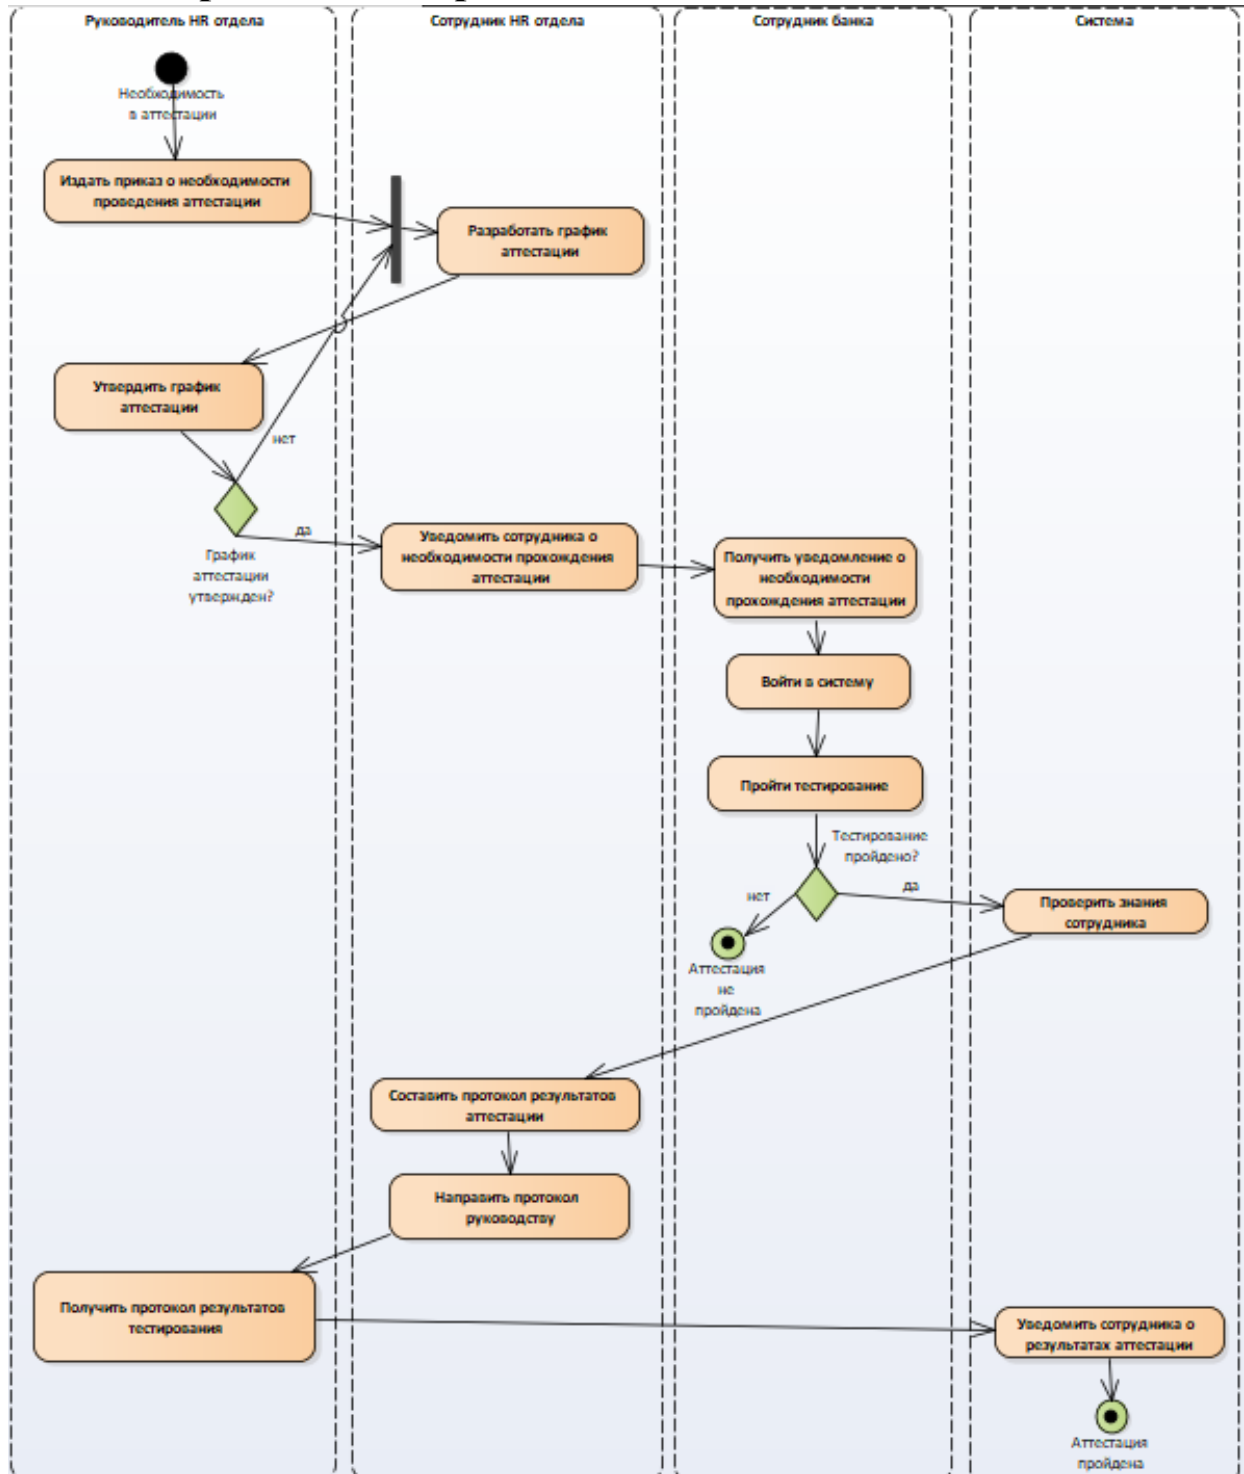 Руководитель HR отдела
Сотрудник HR отдела
Сотрудник банка
Система
Необходимость
в аттестации
Издать приказ о необходимости
проведения аттестации
Разработать график
аттестации
Утвердить график
аттестации
нет
да
График
аттестации
утвержден?
Уведомить сотрудника о
необходимости прохождения
аттестации
Получить уведомление о
необходимости
прохождения аттестации
Войти в систему
Пройти тестирование
Тестирование
пройдено?
нет
да
Проверить знания
сотрудника
Аттестация
не
пройдена
Составить протокол результатов
аттестации
Направить протокол
руководству
Получить протокол результатов
тестирования
Уведомить сотрудника о
результатах аттестации
Аттестация
пройдена